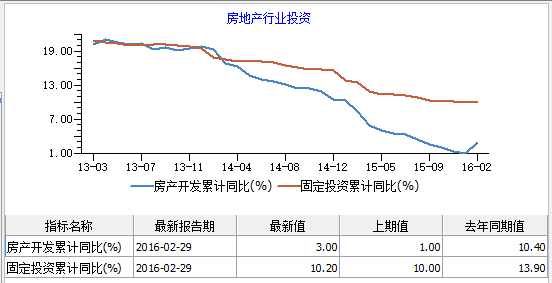 房地产行业投资
19.00
13.00
7.00
1.00
13-03 13-07 13-11 14-04 14-08 14-12 15-05 15-09 16-02
房产开发累计同比(%) 固定投资累计同比(%)
指标名称 最新报告期 最新值 上期值 去年同期值
房产开发累计同比(%) 2016-02-29 3.00 1.00 10.40
固定投资累计同比(%) 2016-02-29 10.20 10.00 13.90